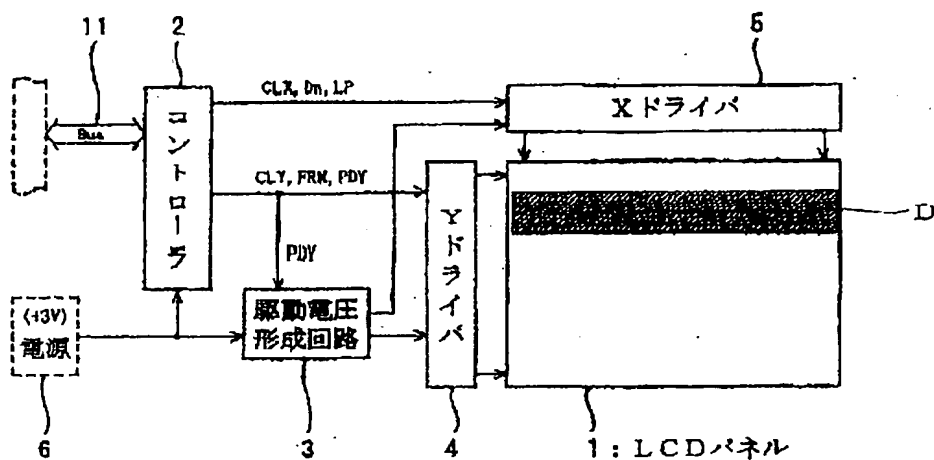 11
2
5
CLX, Dn, LP
Xドライバ
Bus
コントローラ
CLY, FRM, PDY
Yドライバ
D
PDY
(+3V)
電源
駆動電圧
形成回路
6
3
4
1：LCDパネル